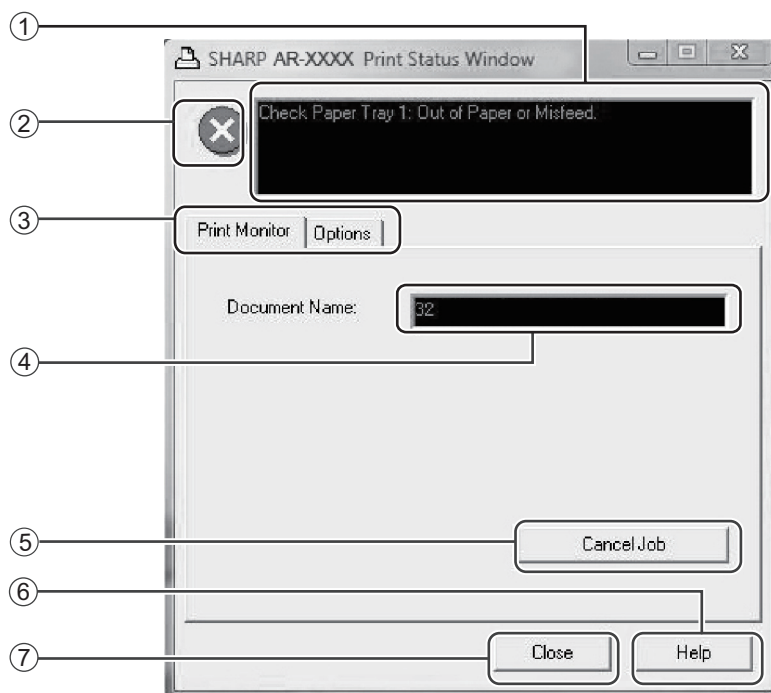 ①
SHARP AR-XXXX Print Status Window
②
Check Paper Tray 1: Out of Paper or Misfeed.
③
Print Monitor Options
Document Name: 32
④
⑤
Cancel Job
⑥
⑦
Close Help